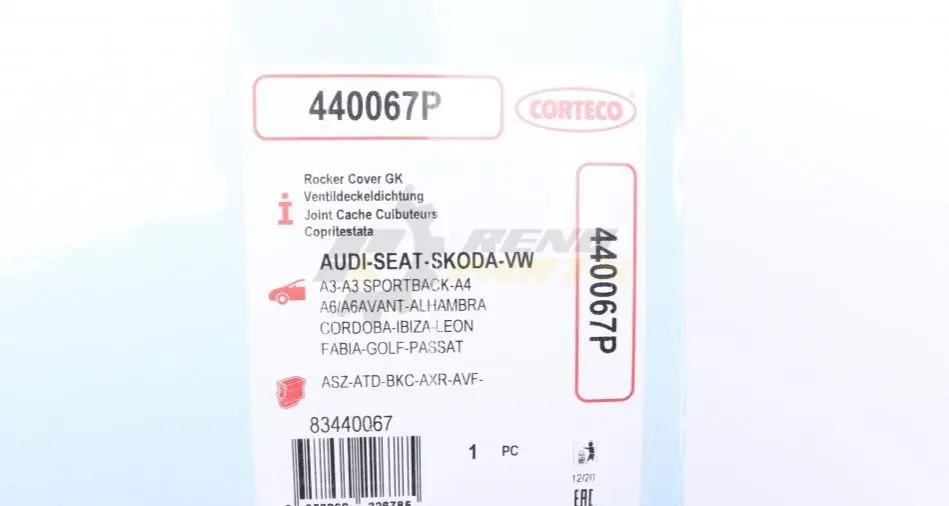 440067P
CORTECO
Rocker Cover GK
Ventildeckeldichtung
Joint Cache Culbuteurs
Copritestata
AUDI-SEAT-SKODA-VW
A3-A3 SPORTBACK-A4
A6/A6AVANT-ALHAMBRA
CORDOBA-IBIZA-LEON
FABIA-GOLF-PASSAT
ASZ-ATD-BKC-AXR-AVF-
83440067
1 PC
12/20
EAC
440067P